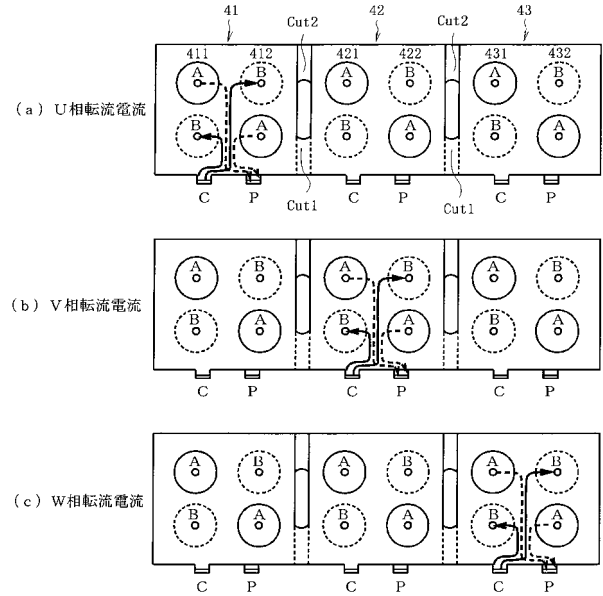 41 42 43
Cut2 Cut2
411 412 421 422 431 432
A B A B A B
(a) U相転流電流
B A B A B A
C P C P C P
Cut1 Cut1
A B A B A B
(b) V相転流電流
B A B A B A
C P C P C P
A B A B A B
(c) W相転流電流
B A B A B A
C P C P C P